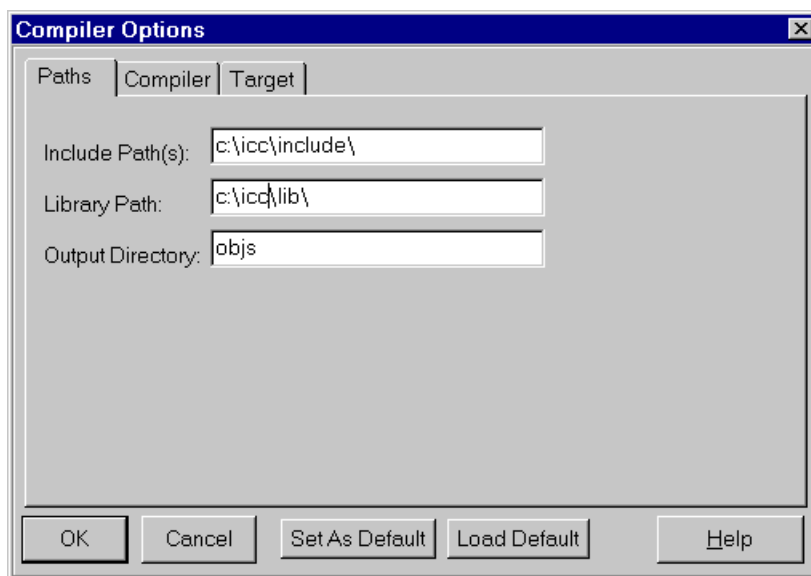 Compiler Options
Paths Compiler Target
Include Path(s): c:\icc\include\
Library Path: c:\icc\lib\
Output Directory: objs
OK Cancel Set As Default Load Default Help